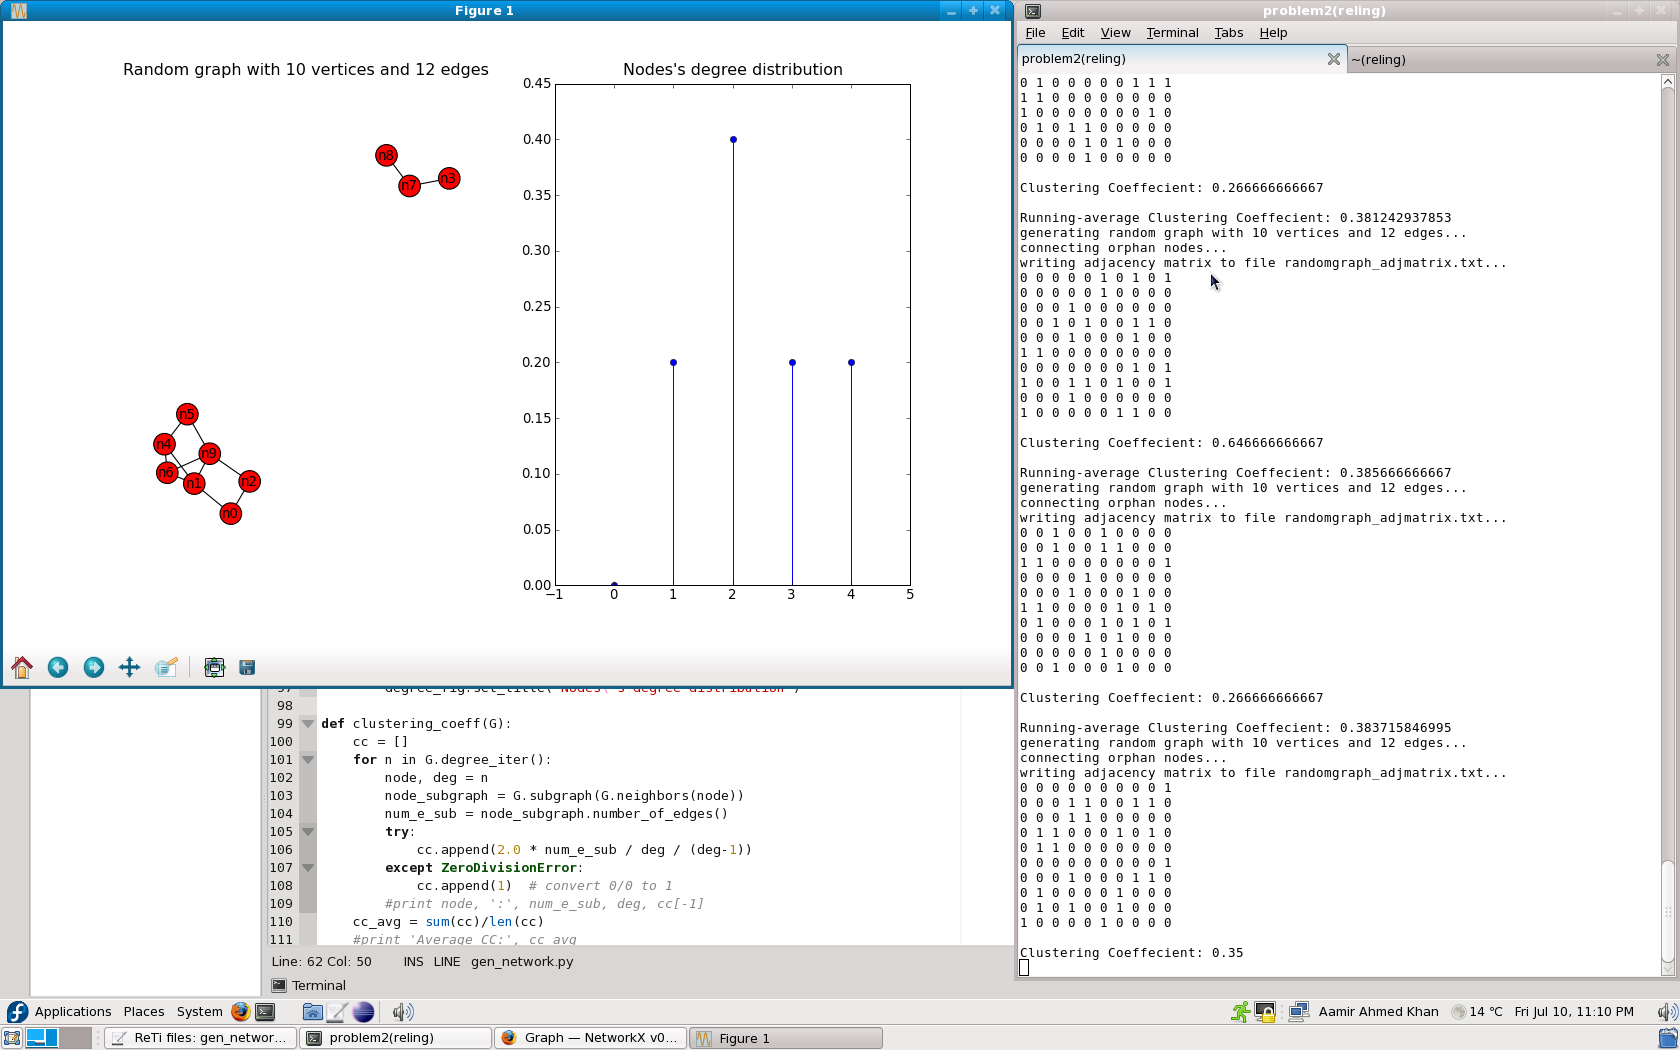 Figure 1
Random graph with 10 vertices and 12 edges
n8
n7
n3
n5
n4
n9
n6
n1
n2
n0
Nodes's degree distribution
0.45
0.40
0.35
0.30
0.25
0.20
0.15
0.10
0.05
0.00
−1 0 1 2 3 4 5
97 degree_fig.set_title('Nodes\'s degree distribution')
98
99 def clustering_coeff(G):
100 cc = []
101 for n in G.degree_iter():
102 node, deg = n
103 node_subgraph = G.subgraph(G.neighbors(node))
104 num_e_sub = node_subgraph.number_of_edges()
105 try:
106 cc.append(2.0 * num_e_sub / deg / (deg-1))
107 except ZeroDivisionError:
108 cc.append(1) # convert 0/0 to 1
109 #print node, ':', num_e_sub, deg, cc[-1]
110 cc_avg = sum(cc)/len(cc)
111 #print 'Average CC:', cc_avg
Line: 62 Col: 50 INS LINE gen_network.py
Terminal
problem2(reling)
File Edit View Terminal Tabs Help
problem2(reling)
~(reling)
0 1 0 0 0 0 0 1 1 1
1 1 0 0 0 0 0 0 0 0
1 0 0 0 0 0 0 0 1 0
0 1 0 1 1 0 0 0 0 0
0 0 0 0 1 0 1 0 0 0
0 0 0 0 1 0 0 0 0 0
Clustering Coeffecient: 0.266666666667
Running-average Clustering Coeffecient: 0.381242937853
generating random graph with 10 vertices and 12 edges...
connecting orphan nodes...
writing adjacency matrix to file randomgraph_adjmatrix.txt...
0 0 0 0 0 1 0 1 0 1
0 0 0 0 0 1 0 0 0 0
0 0 0 1 0 0 0 0 0 0
0 0 1 0 1 0 0 1 1 0
0 0 0 1 0 0 0 1 0 0
1 1 0 0 0 0 0 0 0 0
0 0 0 0 0 0 0 1 0 1
1 0 0 1 1 0 1 0 0 1
0 0 0 1 0 0 0 0 0 0
1 0 0 0 0 0 1 1 0 0
Clustering Coeffecient: 0.646666666667
Running-average Clustering Coeffecient: 0.385666666667
generating random graph with 10 vertices and 12 edges...
connecting orphan nodes...
writing adjacency matrix to file randomgraph_adjmatrix.txt...
0 0 1 0 0 1 0 0 0 0
0 0 1 0 0 1 1 0 0 0
1 1 0 0 0 0 0 0 0 1
0 0 0 0 1 0 0 0 0 0
0 0 0 1 0 0 0 1 0 0
1 1 0 0 0 0 1 0 1 0
0 1 0 0 0 1 0 1 0 1
0 0 0 0 1 0 1 0 0 0
0 0 0 0 0 1 0 0 0 0
0 0 1 0 0 0 1 0 0 0
Clustering Coeffecient: 0.266666666667
Running-average Clustering Coeffecient: 0.383715846995
generating random graph with 10 vertices and 12 edges...
connecting orphan nodes...
writing adjacency matrix to file randomgraph_adjmatrix.txt...
0 0 0 0 0 0 0 0 0 1
0 0 0 1 1 0 0 1 1 0
0 0 0 1 1 0 0 0 0 0
0 1 1 0 0 0 1 0 1 0
0 1 1 0 0 0 0 0 0 0
0 0 0 0 0 0 0 0 0 1
0 0 0 1 0 0 0 1 1 0
0 1 0 0 0 0 1 0 0 0
0 1 0 1 0 0 1 0 0 0
1 0 0 0 0 1 0 0 0 0
Clustering Coeffecient: 0.35
Applications Places System
Aamir Ahmed Khan 14 °C Fri Jul 10, 11:10 PM
ReTi files: gen_networ...
problem2(reling)
Graph — NetworkX v0...
Figure 1